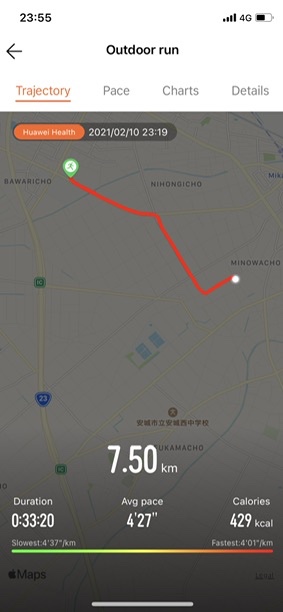 23:55
4G
Outdoor run
Trajectory Pace Charts Details
Huawei Health 2021/02/10 23:19
BAWARICHO
NIHONGICHO
Mika
MINOWACHO
23
安城市立安城西中学校
FUKAMACHO
7.50 km
Duration Avg pace Calories
0:33:20 4'27" 429 kcal
Slowest:4'37"/km Fastest:4'01"/km
Maps
Legal